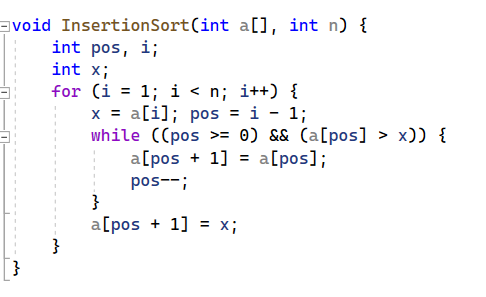 void InsertionSort(int a[], int n) {
    int pos, i;
    int x;
    for (i = 1; i < n; i++) {
        x = a[i]; pos = i - 1;
        while ((pos >= 0) && (a[pos] > x)) {
            a[pos + 1] = a[pos];
            pos--;
        }
        a[pos + 1] = x;
    }
}